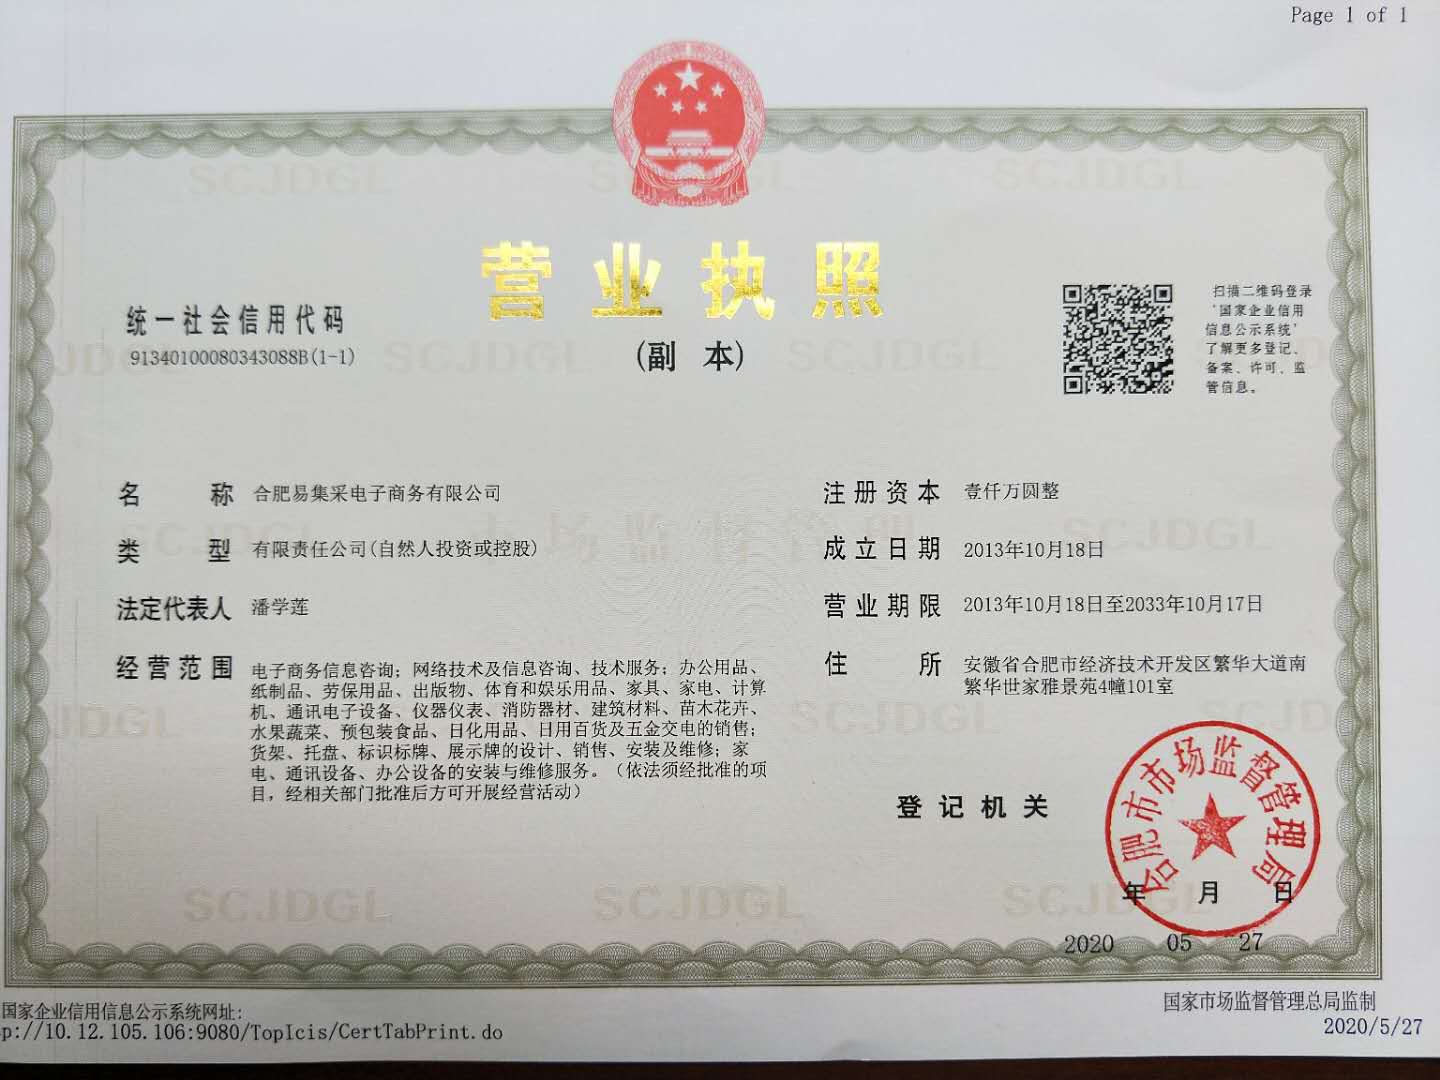 Page 1 of 1
营业执照
(副 本)
统一社会信用代码
91340100080343088B(1-1)
扫描二维码登录
‘国家企业信用
信息公示系统’
了解更多登记、
备案、许可、监
管信息。
名 称 合肥易集采电子商务有限公司
类 型 有限责任公司(自然人投资或控股)
法定代表人 潘学莲
经营范围 电子商务信息咨询；网络技术及信息咨询、技术服务；办公用品、
纸制品、劳保用品、出版物、体育和娱乐用品、家具、家电、计算
机、通讯电子设备、仪器仪表、消防器材、建筑材料、苗木花卉、
水果蔬菜、预包装食品、日化用品、日用百货及五金交电的销售；
货架、托盘、标识标牌、展示牌的设计、销售、安装及维修；家
电、通讯设备、办公设备的安装与维修服务。（依法须经批准的项
目，经相关部门批准后方可开展经营活动）
注册资本 壹仟万圆整
成立日期 2013年10月18日
营业期限 2013年10月18日至2033年10月17日
住 所 安徽省合肥市经济技术开发区繁华大道南
繁华世家雅景苑4幢101室
登记机关
合肥市市场监督管理局
年 月 日
2020 05 27
国家企业信用信息公示系统网址:
p://10.12.105.106:9080/TopIcis/CertTabPrint.do
国家市场监督管理总局监制
2020/5/27
SCJDGL
SCJDGL
SCJDGL
SCJDGL
SCJDGL
SCJDGL
SCJDGL
SCJDGL
SCJDGL